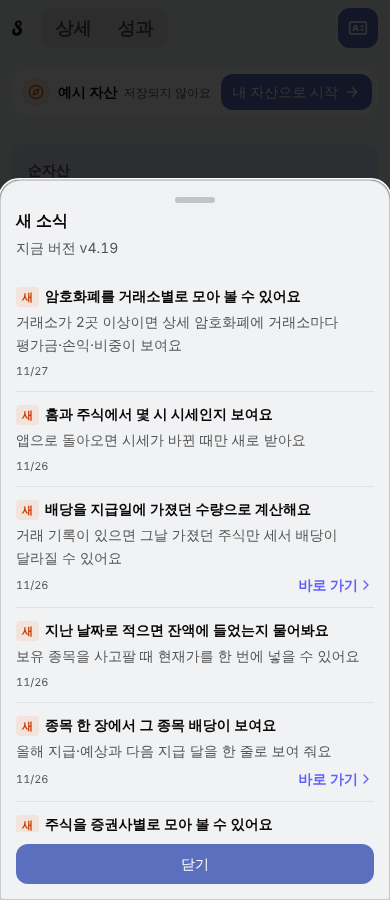 S 상세 성과
예시 자산 저장되지 않아요 내 자산으로 시작
순자산
새 소식
지금 버전 v4.19
새 암호화폐를 거래소별로 모아 볼 수 있어요
거래소가 2곳 이상이면 상세 암호화폐에 거래소마다
평가금·손익·비중이 보여요
11/27
새 홈과 주식에서 몇 시 시세인지 보여요
앱으로 돌아오면 시세가 바뀐 때만 새로 받아요
11/26
새 배당을 지급일에 가졌던 수량으로 계산해요
거래 기록이 있으면 그날 가졌던 주식만 세서 배당이
달라질 수 있어요
11/26 바로 가기
새 지난 날짜로 적으면 잔액에 들었는지 물어봐요
보유 종목을 사고팔 때 현재가를 한 번에 넣을 수 있어요
11/26
새 종목 한 장에서 그 종목 배당이 보여요
올해 지급·예상과 다음 지급 달을 한 줄로 보여 줘요
11/26 바로 가기
새 주식을 증권사별로 모아 볼 수 있어요
닫기